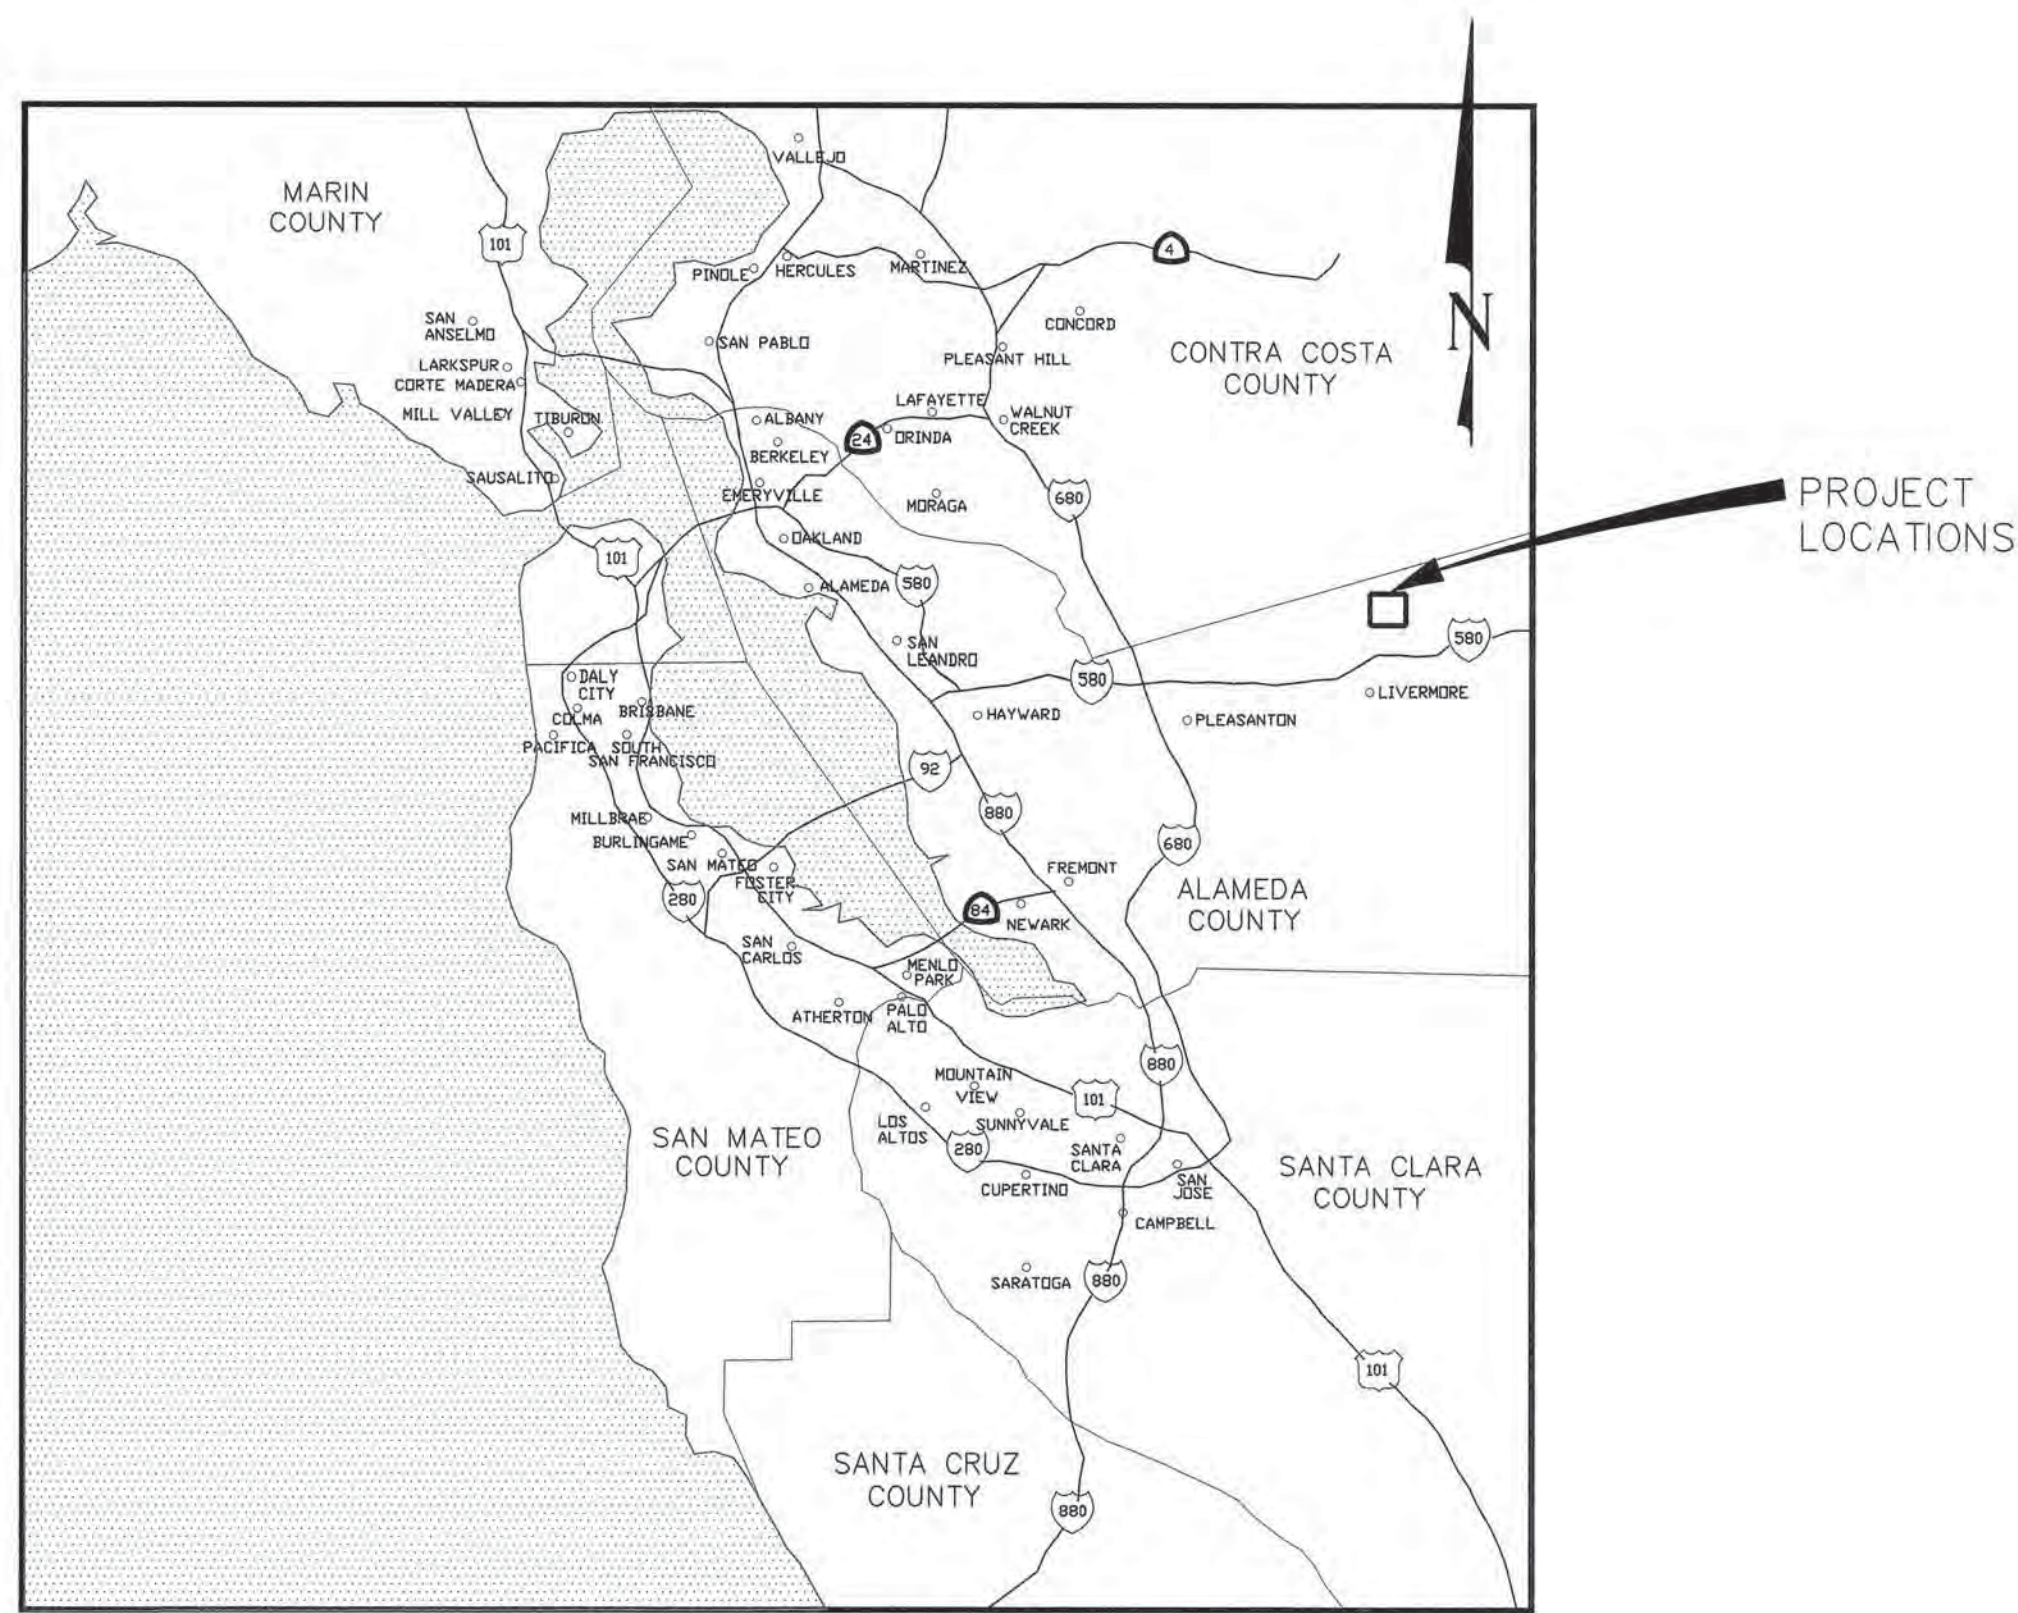 VALLEJO
MARIN
COUNTY
101
4
PINOLE
HERCULES
MARTINEZ
N
SAN
ANSELMO
SAN PABLO
CONCORD
PLEASANT HILL
CONTRA COSTA
COUNTY
LARKSPUR
CORTE MADERA
MILL VALLEY
TIBURON
ALBANY
LAFAYETTE
WALNUT
CREEK
24
ORINDA
BERKELEY
SAUSALITO
EMERYVILLE
MORAGA
680
PROJECT
LOCATIONS
101
OAKLAND
ALAMEDA
580
SAN
LEANDRO
580
580
DALY
CITY
LIVERMORE
COLMA
BRISBANE
HAYWARD
PLEASANTON
PACIFICA
SOUTH
SAN FRANCISCO
92
MILLBRAE
880
BURLINGAME
680
SAN MATEO
FOSTER
CITY
FREMONT
280
84
NEWARK
ALAMEDA
COUNTY
SAN
CARLOS
MENLO
PARK
ATHERTON
PALO
ALTO
880
MOUNTAIN
VIEW
101
LOS
ALTOS
SUNNYVALE
SAN MATEO
COUNTY
280
SANTA
CLARA
CUPERTINO
SAN
JOSE
SANTA CLARA
COUNTY
CAMPBELL
SARATOGA
880
101
SANTA CRUZ
COUNTY
880